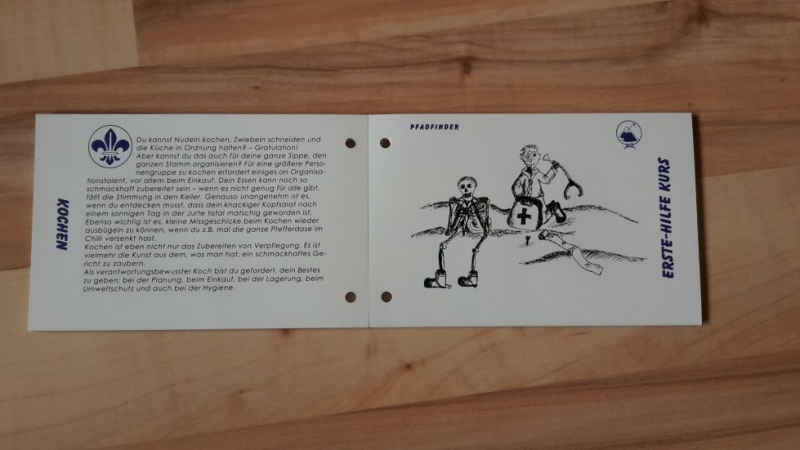 KOCHEN
Du kannst Nudeln kochen, Zwiebeln schneiden und
die Küche in Ordnung halten? – Gratulation!
Aber kannst du das auch für deine ganze Sippe, den
ganzen Stamm organisieren? Für eine größere Perso-
nengruppe zu kochen erfordert einiges an Organisa-
tionstalent, vor allem beim Einkauf. Dein Essen kann noch so
schmackhaft zubereitet sein – wenn es nicht genug für alle gibt,
fällt die Stimmung in den Keller. Genauso unangenehm ist es,
wenn du entdecken musst, dass dein knackiger Kopfsalat nach
einem sonnigen Tag in der Jurte total matschig geworden ist.
Ebenso wichtig ist es, kleine Missgeschicke beim Kochen wieder
ausbügeln zu können, wenn du z.B. mal die ganze Pfefferdose im
Chilli versenkt hast.
Kochen ist eben nicht nur das Zubereiten von Verpflegung. Es ist
vielmehr die Kunst aus dem, was man hat, ein schmackhaftes Ge-
richt zu zaubern.
Als verantwortungsbewusster Koch bist du gefordert, dein Bestes
zu geben: bei der Planung, beim Einkauf, bei der Lagerung, beim
Umweltschutz und auch bei der Hygiene.
PFADFINDER
ERSTE-HILFE KURS